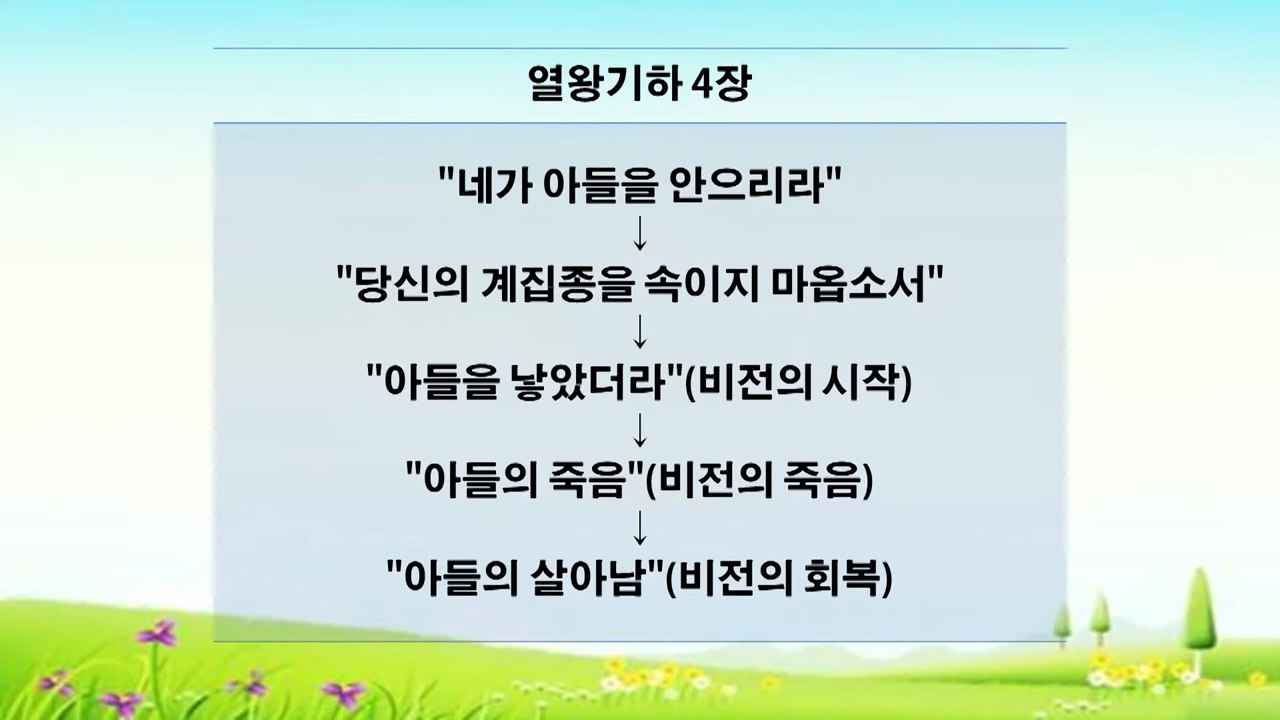 열왕기하 4장
"네가 아들을 안으리라"
↓
"당신의 계집종을 속이지 마옵소서"
↓
"아들을 낳았더라"(비전의 시작)
↓
"아들의 죽음"(비전의 죽음)
↓
"아들의 살아남"(비전의 회복)